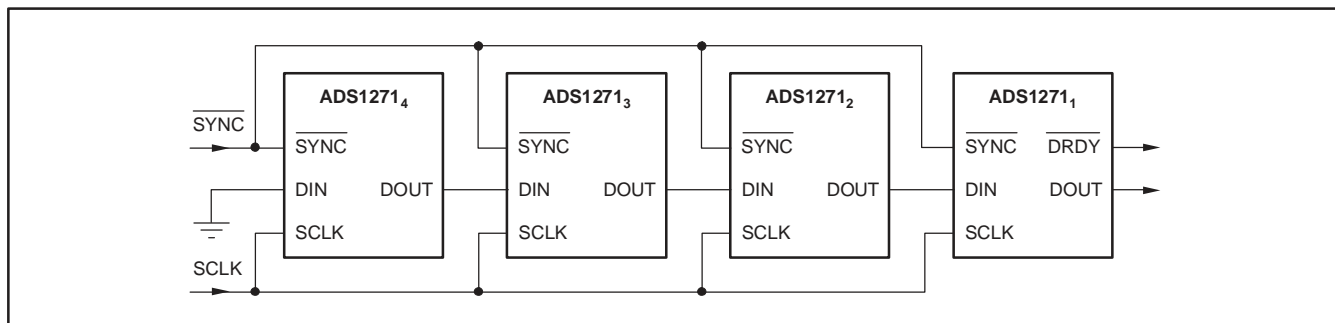 ADS1271₄ ADS1271₃ ADS1271₂ ADS1271₁
SYNC
SYNC SYNC SYNC SYNC DRDY
DIN DOUT DIN DOUT DIN DOUT DIN DOUT
SCLK SCLK SCLK SCLK
SCLK